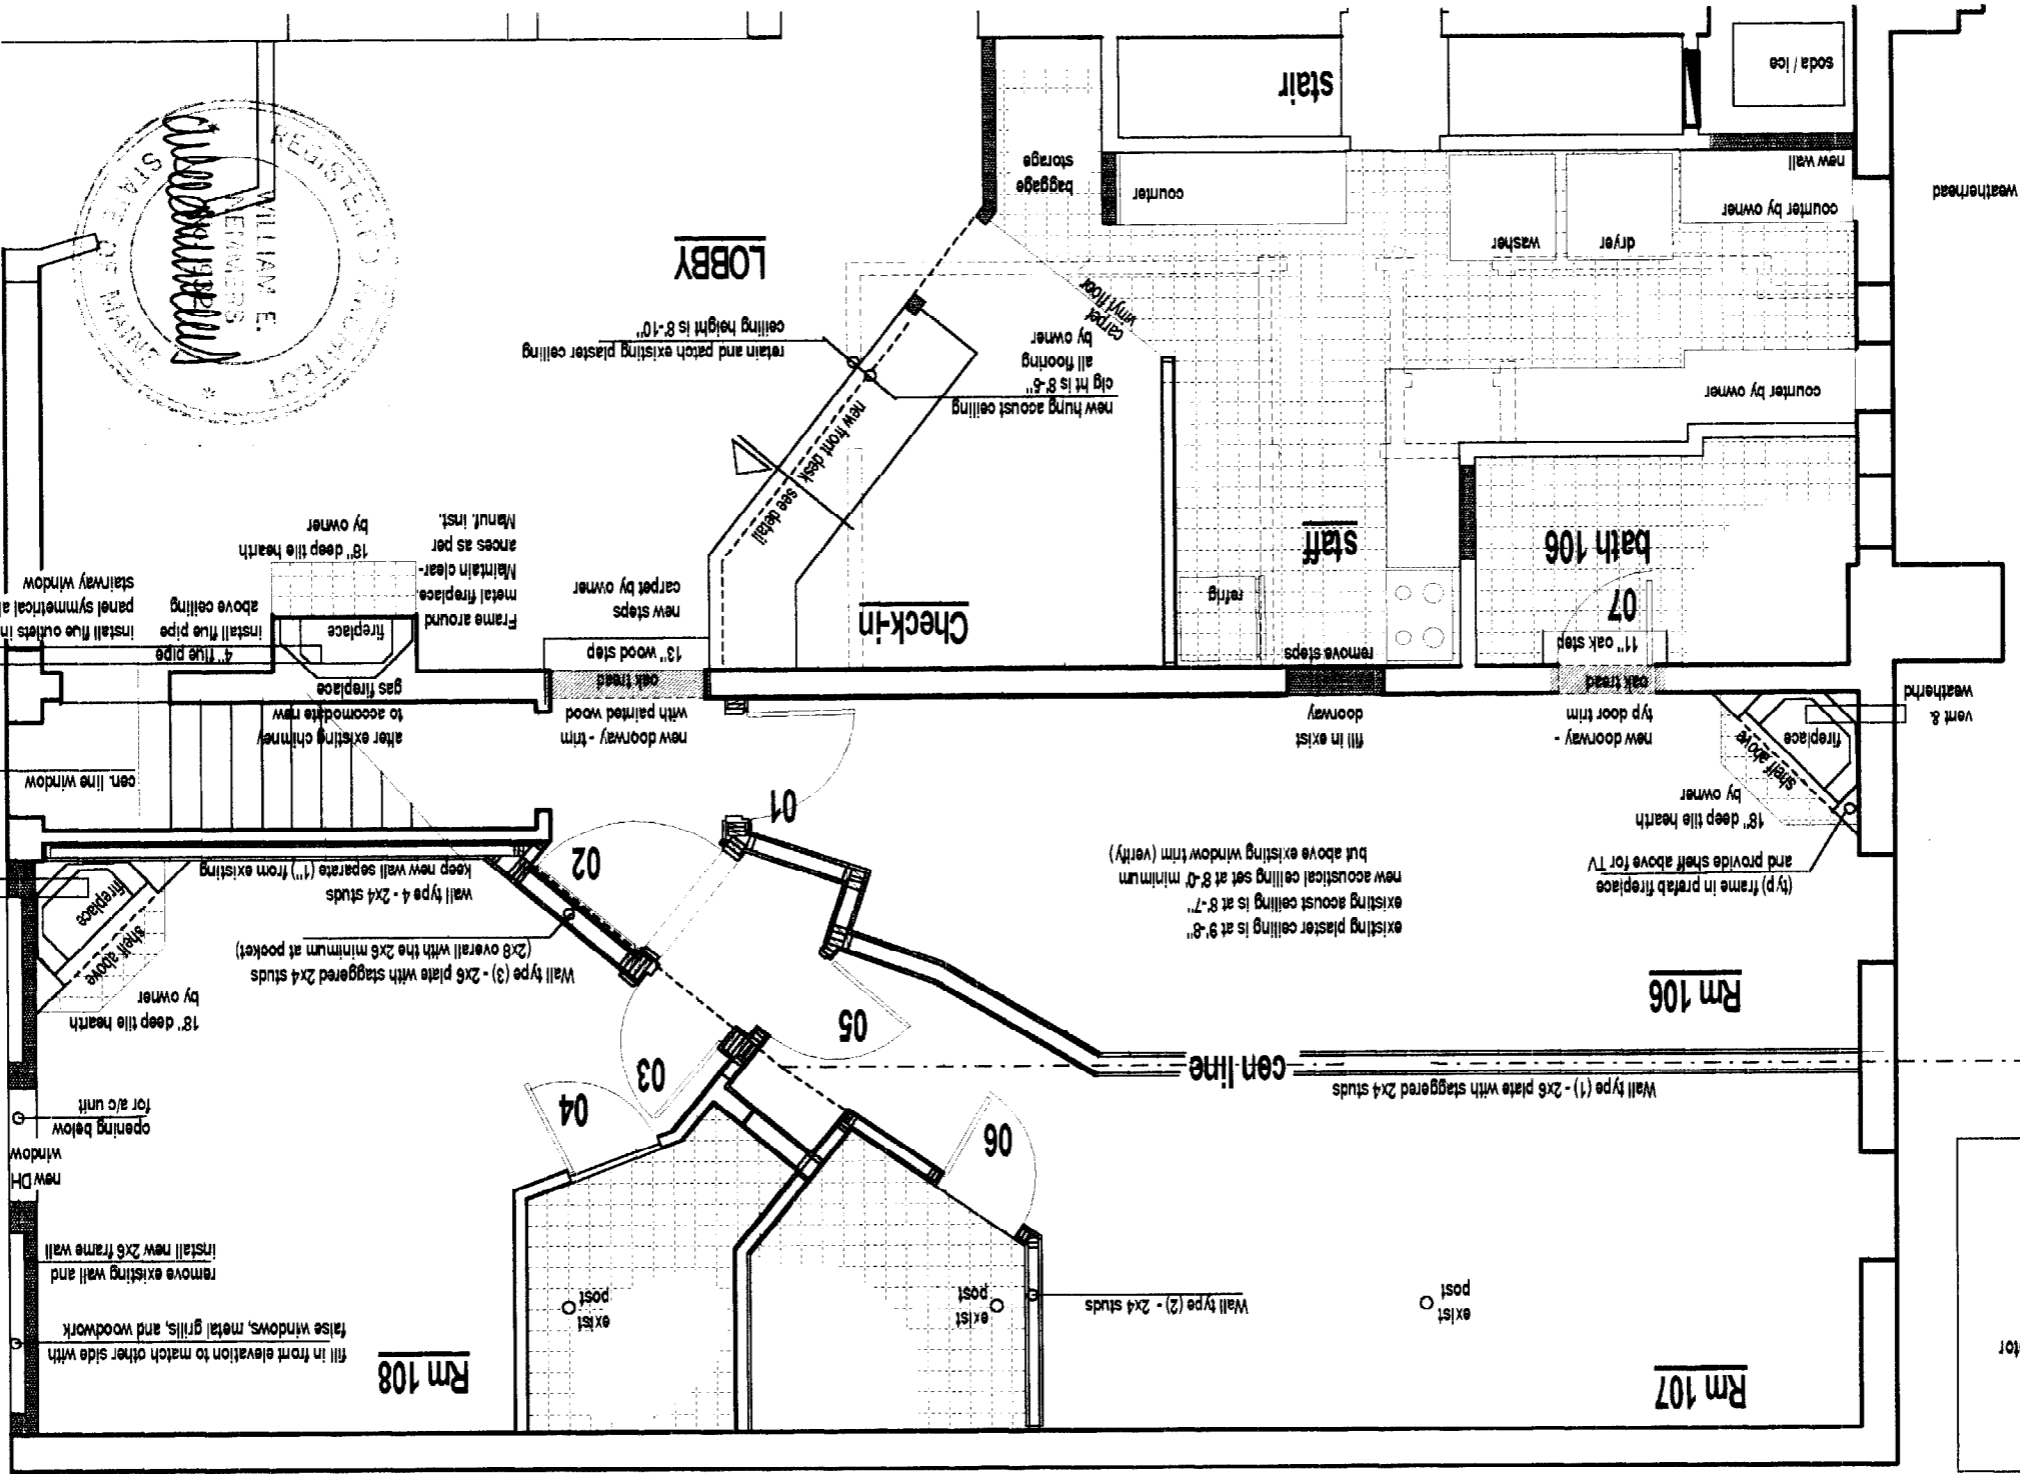 Rm 107
exist
post
Wall type (2) - 2x4 studs
exist
post
exist
post
Rm 108
fill in front elevation to match other side with
false windows, metal grills, and woodwork
remove existing wall and
install new 2x6 frame wall
new DH
window
opening below
for a/c unit
06
04
03
05
Wall type (1) - 2x6 plate with staggered 2x4 studs
cen line
Rm 106
existing plaster ceiling is at 9'-8"
existing acoust ceiling is at 8'-7"
new acoustical ceiling set at 8'-0" minimum
but above existing window trim (verify)
(typ) frame in prefab fireplace
and provide shelf above for TV
18" deep tile hearth
by owner
shelf above
fireplace
vent &
weatherhd
18" deep tile hearth
by owner
shelf above
fireplace
Wall type (3) - 2x6 plate with staggered 2x4 studs
(2x8 overall with the 2x6 minimum at pocket)
wall type 4 - 2x4 studs
keep new wall separate (1") from existing
02
01
cen. line window
new doorway -
typ door trim
oak tread
11" oak step
07
bath 106
fill in exist
doorway
remove steps
new doorway - trim
with painted wood
oak tread
13" wood step
new steps
carpet by owner
after existing chimney
to accomodate new
gas fireplace
fireplace
4" flue pipe
install flue pipe
above ceiling
install flue outlets in
panel symmetrical a
stairway window
Frame around
metal fireplace.
Maintain clear-
ances as per
Manuf. inst.
18" deep tile hearth
by owner
refrig
staff
Check-in
new front desk / see detail
new hung acoust ceiling
clg ht is 8'-6"
all flooring
by owner
carpet
vinyl floor
retain and patch existing plaster ceiling
ceiling height is 8'-10"
LOBBY
counter by owner
counter by owner
dryer
washer
counter
baggage
storage
new wall
weatherhead
soda / ice
stair
REGISTERED ARCHITECT
STATE OF MAINE
WILLIAM E.
tor